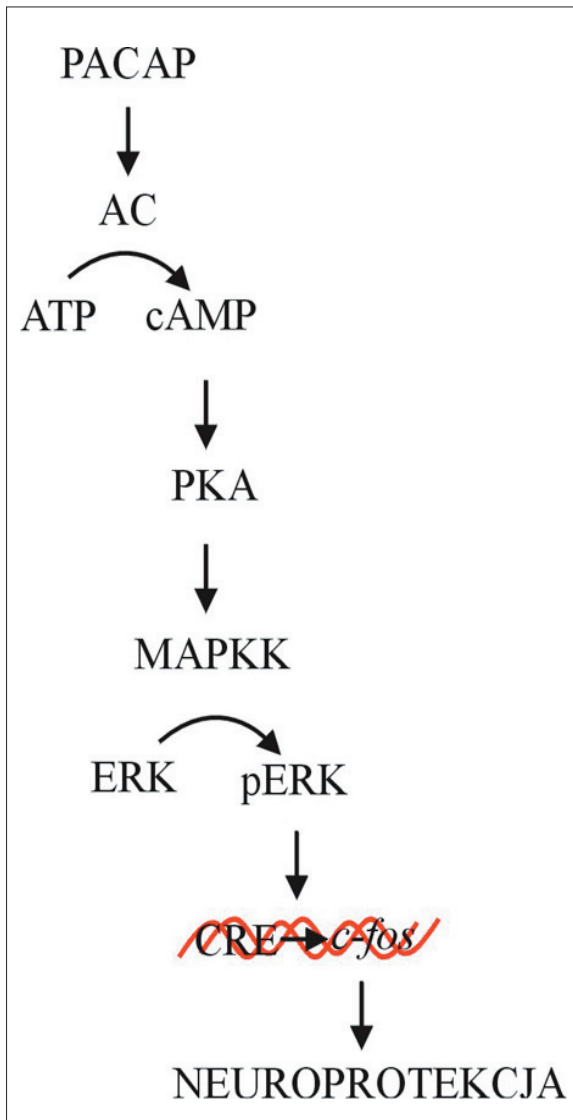 PACAP
AC
ATP cAMP
PKA
MAPKK
ERK pERK
CRE c-fos
NEUROPROTEKCJA